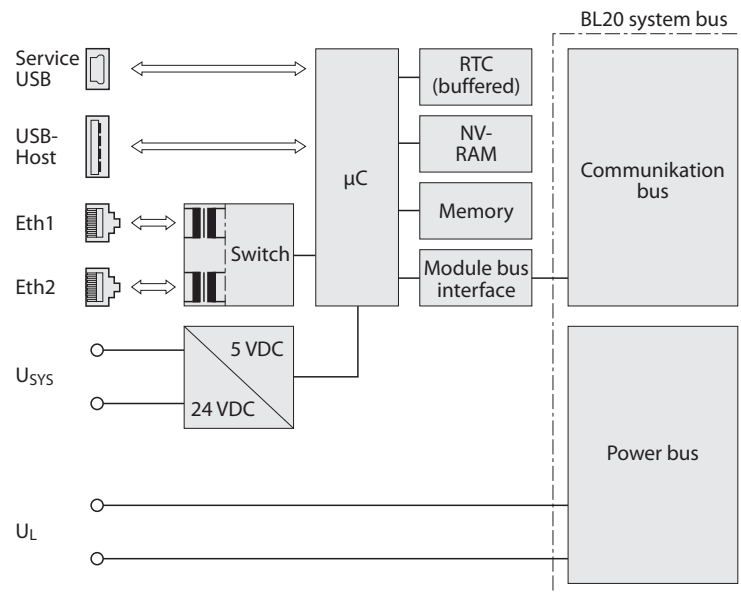 BL20 system bus
Service
USB
RTC
(buffered)
USB-
Host
NV-
RAM
µC
Communikation
bus
Memory
Eth1
Switch
Module bus
interface
Eth2
5 VDC
USYS
24 VDC
Power bus
UL